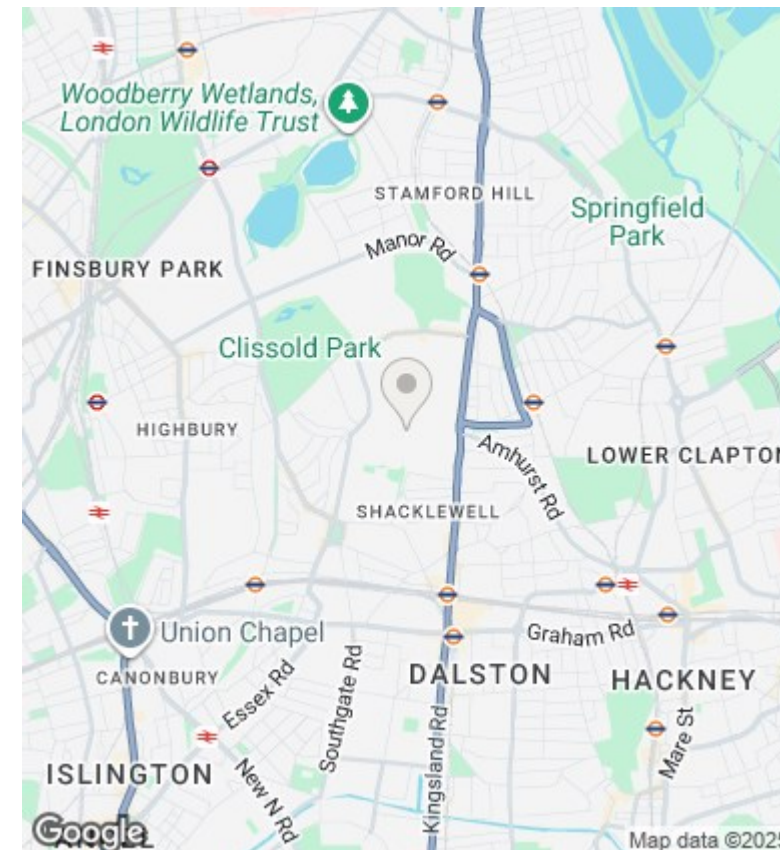 Woodberry Wetlands,
London Wildlife Trust
STAMFORD HILL
Springfield
Park
Manor Rd
FINSBURY PARK
Clissold Park
HIGHBURY
Amhurst Rd
LOWER CLAPTON
SHACKLEWELL
Union Chapel
Graham Rd
CANONBURY
Essex Rd
Southgate Rd
DALSTON
HACKNEY
Kingsland Rd
Mare St
ISLINGTON
New N Rd
Google
Map data ©2025